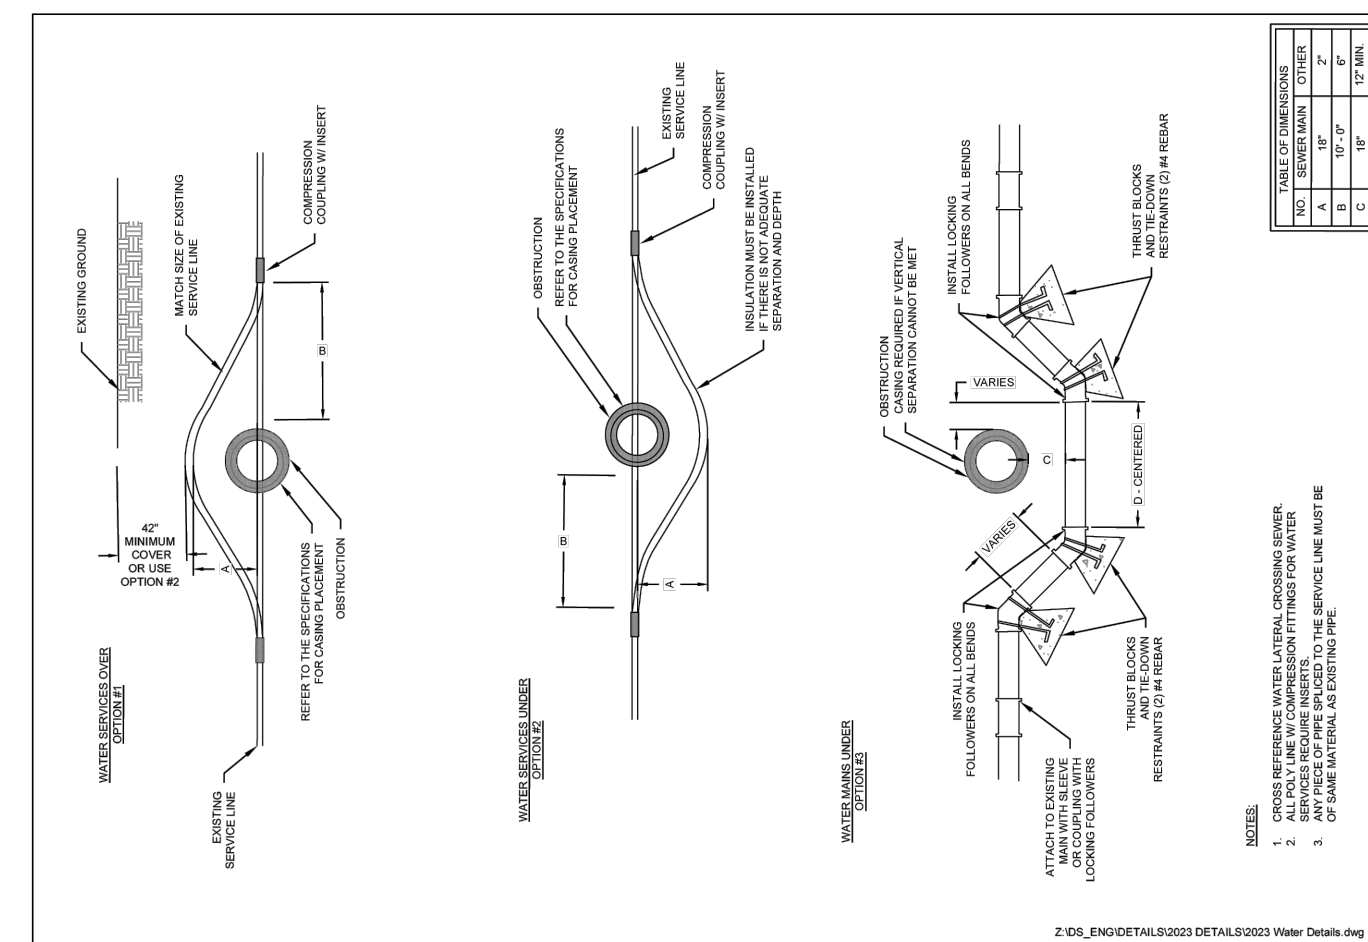 WATER SERVICES OVER
OPTION #1
EXISTING GROUND
MATCH SIZE OF EXISTING
SERVICE LINE
COMPRESSION
COUPLING W/ INSERT
B
42"
MINIMUM
COVER
OR USE
OPTION #2
A
REFER TO THE SPECIFICATIONS
FOR CASING PLACEMENT
OBSTRUCTION
EXISTING
SERVICE LINE
WATER SERVICES UNDER
OPTION #2
OBSTRUCTION
REFER TO THE SPECIFICATIONS
FOR CASING PLACEMENT
EXISTING
SERVICE LINE
COMPRESSION
COUPLING W/ INSERT
INSULATION MUST BE INSTALLED
IF THERE IS NOT ADEQUATE
SEPARATION AND DEPTH
B
A
WATER MAINS UNDER
OPTION #3
OBSTRUCTION
CASING REQUIRED IF VERTICAL
SEPARATION CANNOT BE MET
INSTALL LOCKING
FOLLOWERS ON ALL BENDS
THRUST BLOCKS
AND TIE-DOWN
RESTRAINTS (2) #4 REBAR
VARIES
C
D - CENTERED
VARIES
INSTALL LOCKING
FOLLOWERS ON ALL BENDS
THRUST BLOCKS
AND TIE-DOWN
RESTRAINTS (2) #4 REBAR
ATTACH TO EXISTING
MAIN WITH SLEEVE
OR COUPLING WITH
LOCKING FOLLOWERS
TABLE OF DIMENSIONS
NO. SEWER MAIN OTHER
A 18" 2"
B 10' - 0" 6"
C 18" 12" MIN.
NOTES:
1. CROSS REFERENCE WATER LATERAL CROSSING SEWER.
2. ALL POLY LINE W/ COMPRESSION FITTINGS FOR WATER
SERVICES REQUIRE INSERTS.
3. ANY PIECE OF PIPE SPLICED TO THE SERVICE LINE MUST BE
OF SAME MATERIAL AS EXISTING PIPE.
Z:\DS_ENG\DETAILS\2023 DETAILS\2023 Water Details.dwg